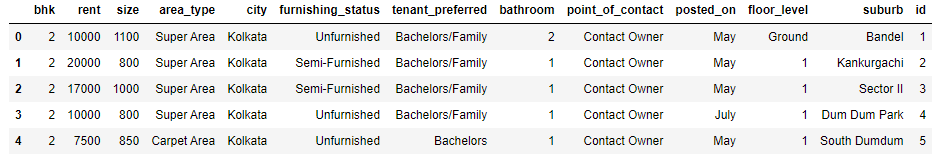 bhk rent size area_type city furnishing_status tenant_preferred bathroom point_of_contact posted_on floor_level suburb id
0 2 10000 1100 Super Area Kolkata Unfurnished Bachelors/Family 2 Contact Owner May Ground Bandel 1
1 2 20000 800 Super Area Kolkata Semi-Furnished Bachelors/Family 1 Contact Owner May 1 Kankurgachi 2
2 2 17000 1000 Super Area Kolkata Semi-Furnished Bachelors/Family 1 Contact Owner May 1 Sector II 3
3 2 10000 800 Super Area Kolkata Unfurnished Bachelors/Family 1 Contact Owner July 1 Dum Dum Park 4
4 2 7500 850 Carpet Area Kolkata Unfurnished Bachelors 1 Contact Owner May 1 South Dumdum 5